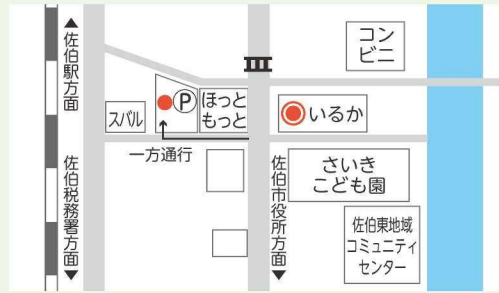 ▲佐伯駅方面
佐伯税務署方面▼
スバル
P
ほっと
もっと
一方通行
コン
ビニ
いるか
佐伯市役所方面▼
さいき
こども園
佐伯東地域
コミュニティ
センター